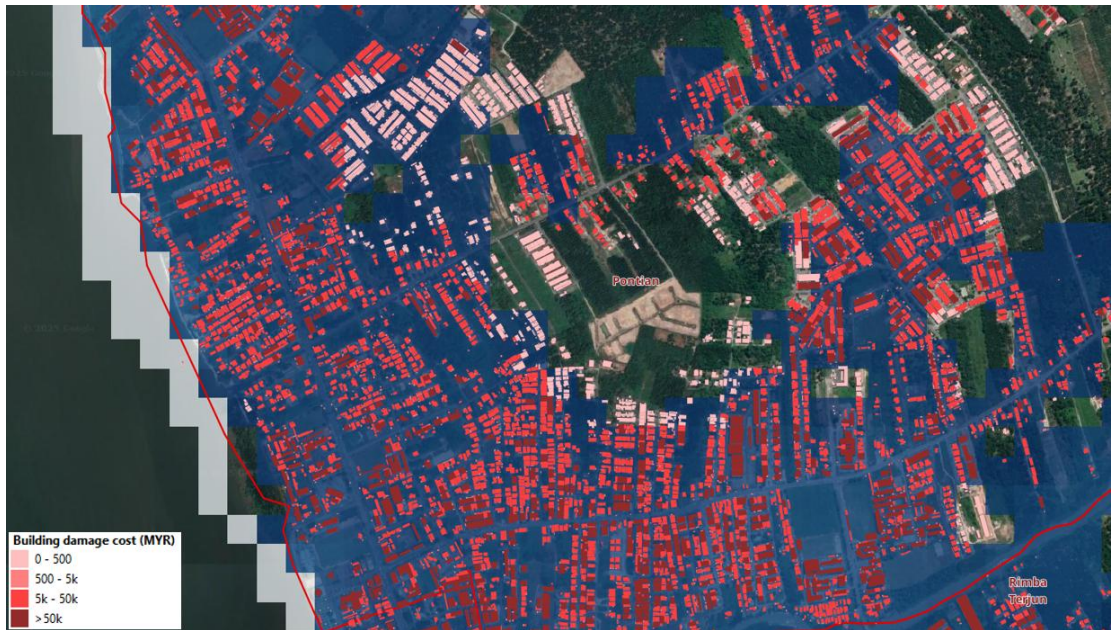 Pontian
Rimba
Terjun
Building damage cost (MYR)
0 - 500
500 - 5k
5k - 50k
>50k